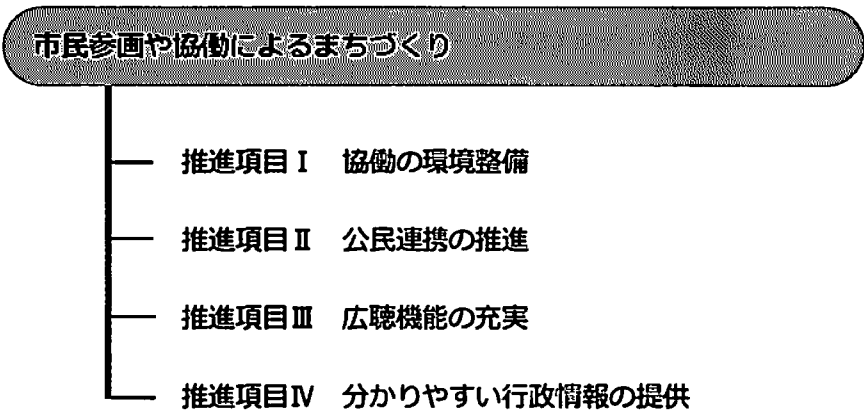 市民参画や協働によるまちづくり
推進項目Ⅰ 協働の環境整備
推進項目Ⅱ 公民連携の推進
推進項目Ⅲ 広聴機能の充実
推進項目Ⅳ 分かりやすい行政情報の提供